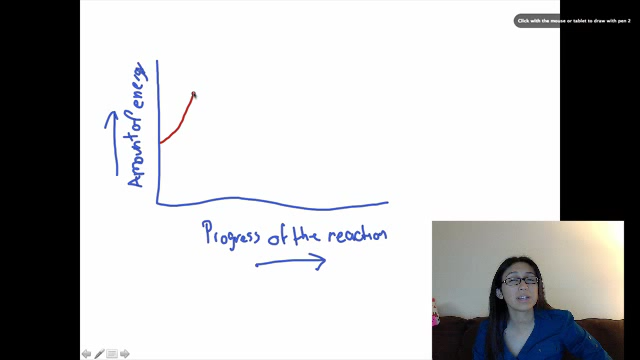 Click with the mouse or tablet to draw with pen 2
Amount of energy
Progress of the reaction